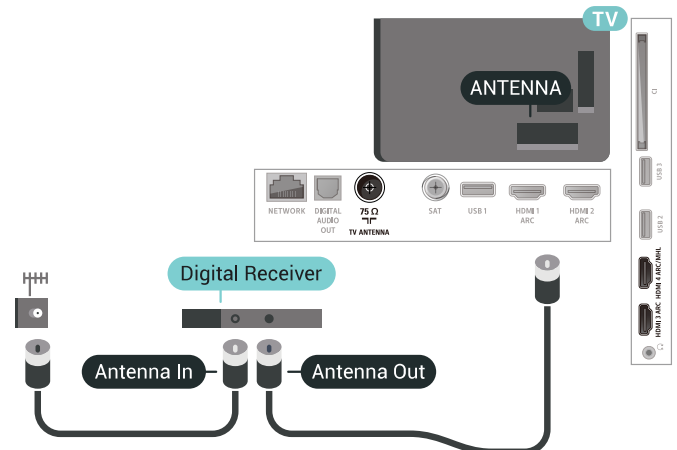 TV
ANTENNA
CI
USB 3
USB 2
HDMI 4 ARC/MHL
HDMI 3 ARC
NETWORK
DIGITAL
AUDIO
OUT
75 Ω
TV ANTENNA
SAT
USB 1
HDMI 1
ARC
HDMI 2
ARC
Digital Receiver
Antenna In
Antenna Out